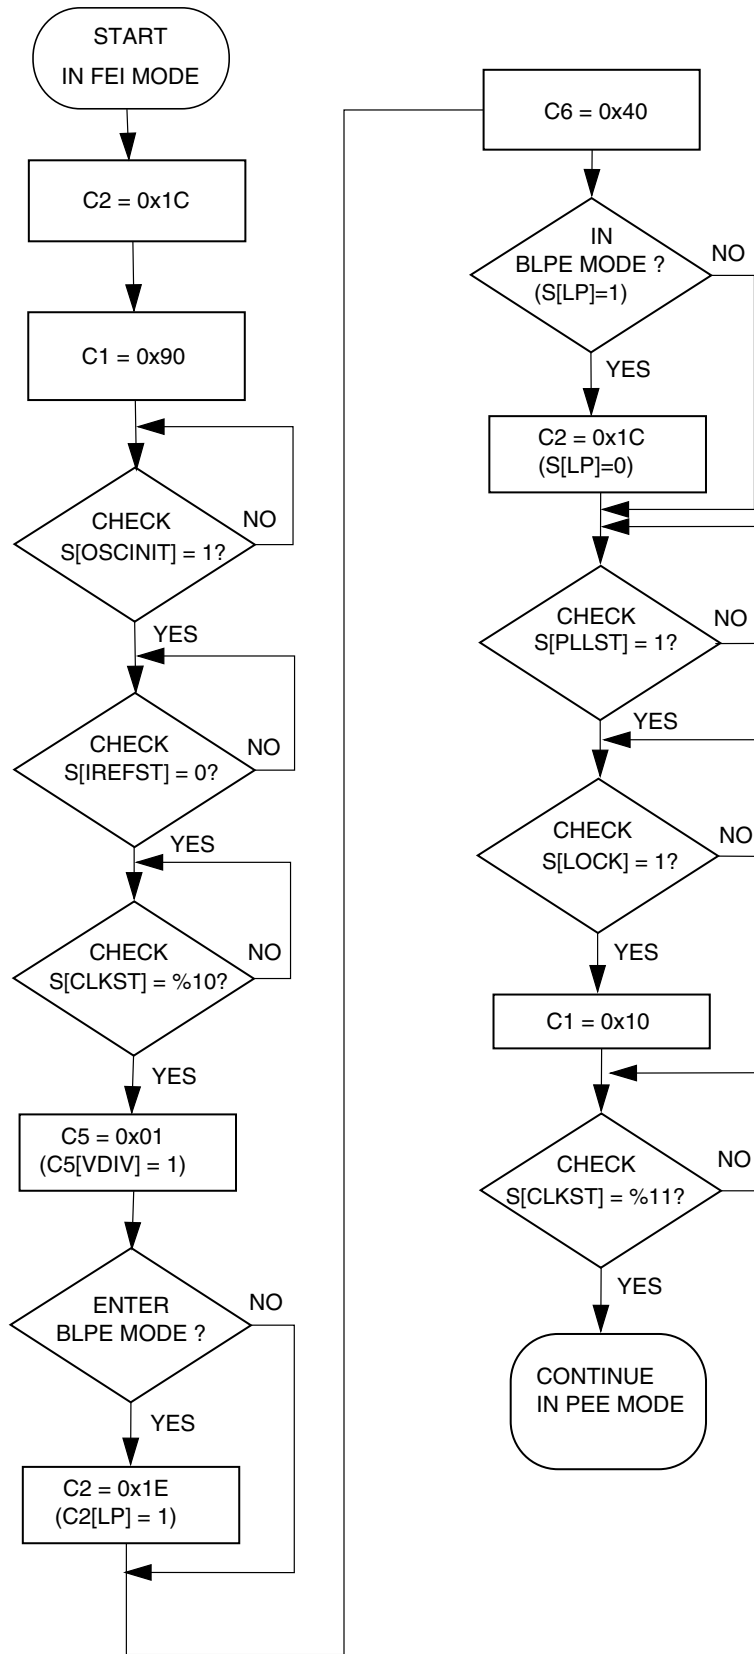 START
IN FEI MODE
C2 = 0x1C
C1 = 0x90
CHECK
S[OSCINIT] = 1?
NO
YES
CHECK
S[IREFST] = 0?
NO
YES
CHECK
S[CLKST] = %10?
NO
YES
C5 = 0x01
(C5[VDIV] = 1)
ENTER
BLPE MODE ?
NO
YES
C2 = 0x1E
(C2[LP] = 1)
C6 = 0x40
IN
BLPE MODE ?
(S[LP]=1)
NO
YES
C2 = 0x1C
(S[LP]=0)
CHECK
S[PLLST] = 1?
NO
YES
CHECK
S[LOCK] = 1?
NO
YES
C1 = 0x10
CHECK
S[CLKST] = %11?
NO
YES
CONTINUE
IN PEE MODE